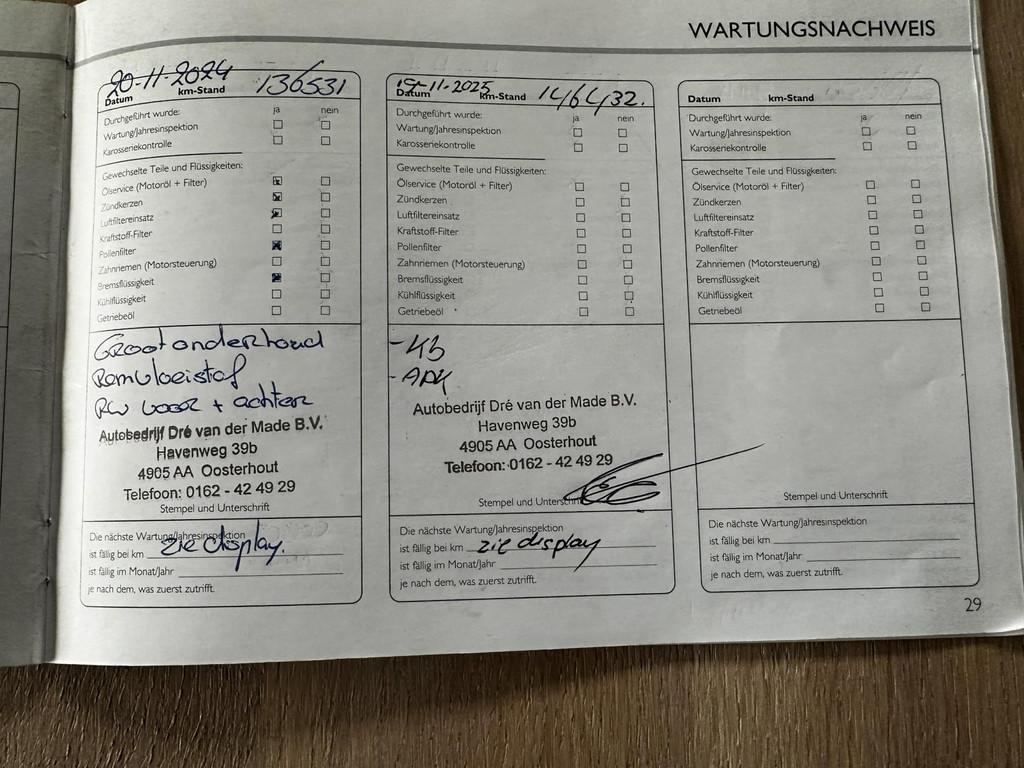 WARTUNGSNACHWEIS
20-11-2024 136531
Datum km-Stand
Durchgeführt wurde: ja nein
Wartung/Jahresinspektion
Karosseriekontrolle
Gewechselte Teile und Flüssigkeiten:
Ölservice (Motoröl + Filter)
Zündkerzen
Luftfiltereinsatz
Kraftstoff-Filter
Pollenfilter
Zahnriemen (Motorsteuerung)
Bremsflüssigkeit
Kühlflüssigkeit
Getriebeöl
Grootonderhoud
Remvloeistof
RW voor + achter
Autobedrijf Dré van der Made B.V.
Havenweg 39b
4905 AA Oosterhout
Telefoon: 0162 - 42 49 29
Stempel und Unterschrift
Die nächste Wartung/Jahresinspektion
ist fällig bei km zie display.
ist fällig im Monat/Jahr
je nach dem, was zuerst zutrifft.
19-11-2025 146432.
Datum km-Stand
Durchgeführt wurde: ja nein
Wartung/Jahresinspektion
Karosseriekontrolle
Gewechselte Teile und Flüssigkeiten:
Ölservice (Motoröl + Filter)
Zündkerzen
Luftfiltereinsatz
Kraftstoff-Filter
Pollenfilter
Zahnriemen (Motorsteuerung)
Bremsflüssigkeit
Kühlflüssigkeit
Getriebeöl
- KB
- APK
Autobedrijf Dré van der Made B.V.
Havenweg 39b
4905 AA Oosterhout
Telefoon: 0162 - 42 49 29
Stempel und Unterschrift
Die nächste Wartung/Jahresinspektion
ist fällig bei km zie display
ist fällig im Monat/Jahr
je nach dem, was zuerst zutrifft.
Datum km-Stand
Durchgeführt wurde: ja nein
Wartung/Jahresinspektion
Karosseriekontrolle
Gewechselte Teile und Flüssigkeiten:
Ölservice (Motoröl + Filter)
Zündkerzen
Luftfiltereinsatz
Kraftstoff-Filter
Pollenfilter
Zahnriemen (Motorsteuerung)
Bremsflüssigkeit
Kühlflüssigkeit
Getriebeöl
Stempel und Unterschrift
Die nächste Wartung/Jahresinspektion
ist fällig bei km
ist fällig im Monat/Jahr
je nach dem, was zuerst zutrifft.
29